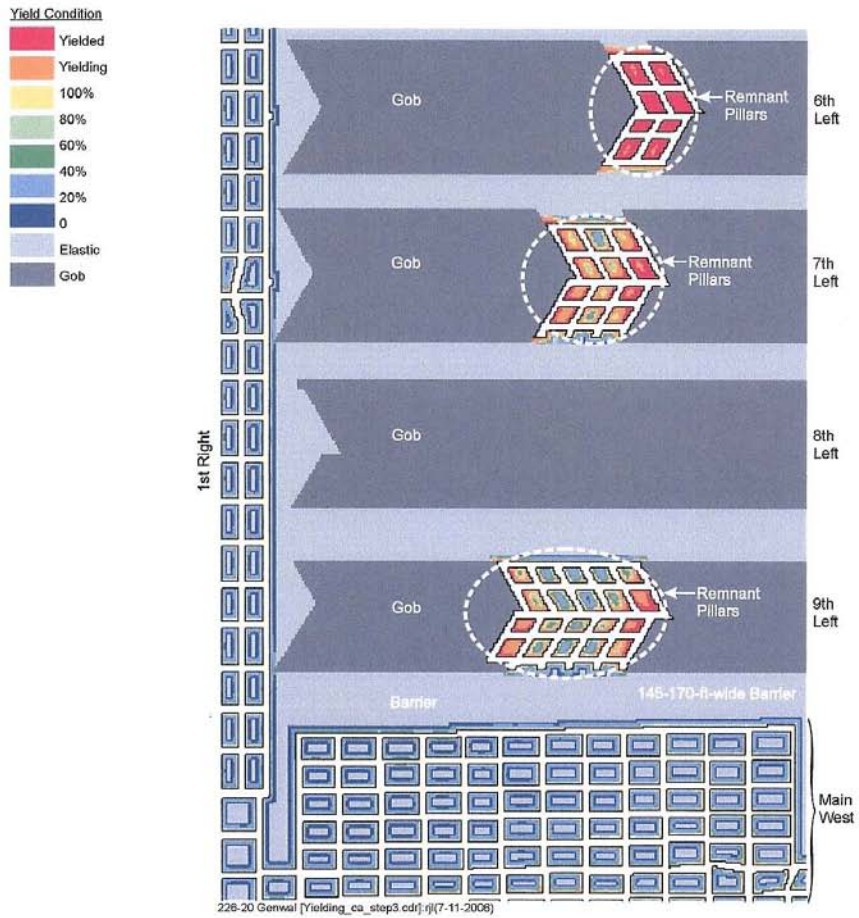 Yield Condition
Yielded
Yielding
100%
80%
60%
40%
20%
0
Elastic
Gob
Gob
Remnant
Pillars
6th
Left
Gob
Remnant
Pillars
7th
Left
1st Right
Gob
8th
Left
Gob
Remnant
Pillars
9th
Left
Barrier
145-170-ft-wide Barrier
Main
West
226-20 Genwal [Yielding_ca_step3.cdr]:rjl(7-11-2006)